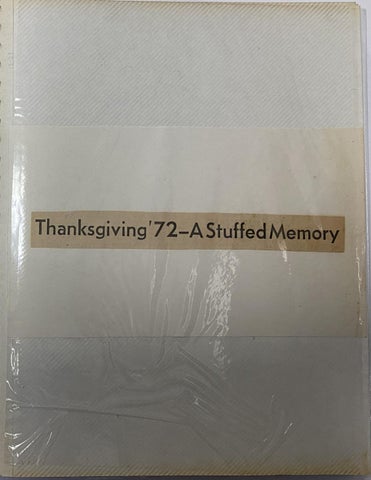 Thanksgiving '72–A Stuffed Memory